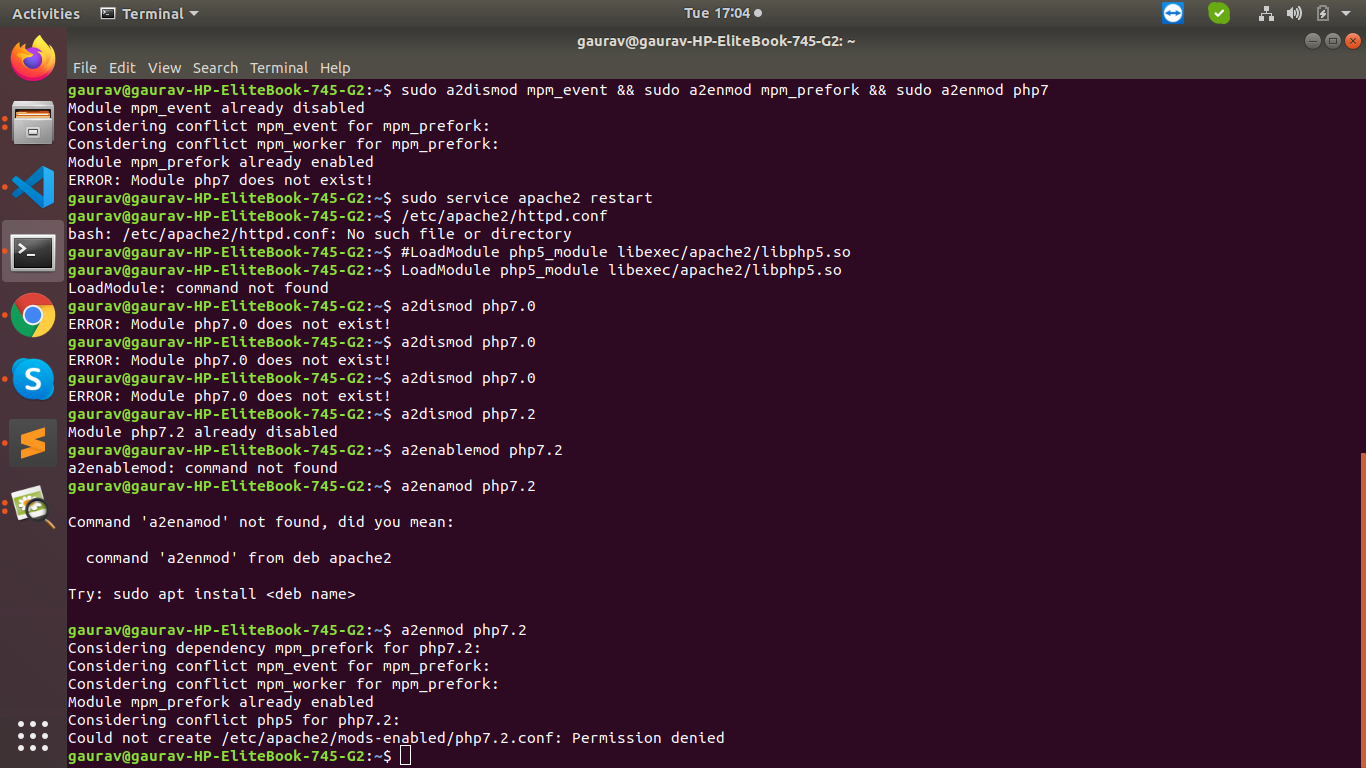 Activities Terminal Tue 17:04
gaurav@gaurav-HP-EliteBook-745-G2: ~
File Edit View Search Terminal Help
gaurav@gaurav-HP-EliteBook-745-G2:~$ sudo a2dismod mpm_event && sudo a2enmod mpm_prefork && sudo a2enmod php7
Module mpm_event already disabled
Considering conflict mpm_event for mpm_prefork:
Considering conflict mpm_worker for mpm_prefork:
Module mpm_prefork already enabled
ERROR: Module php7 does not exist!
gaurav@gaurav-HP-EliteBook-745-G2:~$ sudo service apache2 restart
gaurav@gaurav-HP-EliteBook-745-G2:~$ /etc/apache2/httpd.conf
bash: /etc/apache2/httpd.conf: No such file or directory
gaurav@gaurav-HP-EliteBook-745-G2:~$ #LoadModule php5_module libexec/apache2/libphp5.so
gaurav@gaurav-HP-EliteBook-745-G2:~$ LoadModule php5_module libexec/apache2/libphp5.so
LoadModule: command not found
gaurav@gaurav-HP-EliteBook-745-G2:~$ a2dismod php7.0
ERROR: Module php7.0 does not exist!
gaurav@gaurav-HP-EliteBook-745-G2:~$ a2dismod php7.0
ERROR: Module php7.0 does not exist!
gaurav@gaurav-HP-EliteBook-745-G2:~$ a2dismod php7.0
ERROR: Module php7.0 does not exist!
gaurav@gaurav-HP-EliteBook-745-G2:~$ a2dismod php7.2
Module php7.2 already disabled
gaurav@gaurav-HP-EliteBook-745-G2:~$ a2enablemod php7.2
a2enablemod: command not found
gaurav@gaurav-HP-EliteBook-745-G2:~$ a2enamod php7.2
Command 'a2enamod' not found, did you mean:
command 'a2enmod' from deb apache2
Try: sudo apt install <deb name>
gaurav@gaurav-HP-EliteBook-745-G2:~$ a2enmod php7.2
Considering dependency mpm_prefork for php7.2:
Considering conflict mpm_event for mpm_prefork:
Considering conflict mpm_worker for mpm_prefork:
Module mpm_prefork already enabled
Considering conflict php5 for php7.2:
Could not create /etc/apache2/mods-enabled/php7.2.conf: Permission denied
gaurav@gaurav-HP-EliteBook-745-G2:~$